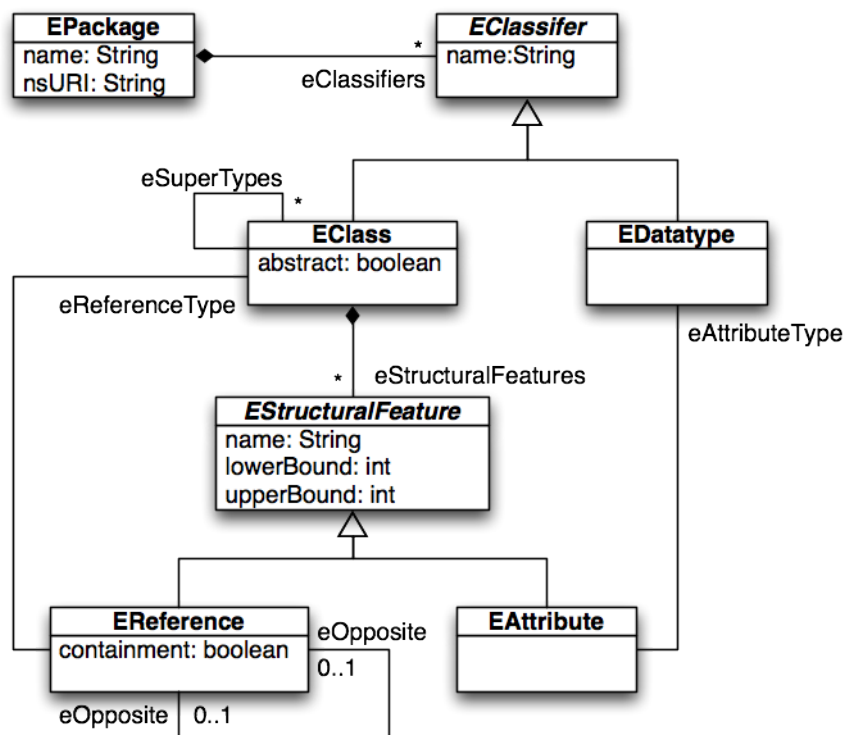 EPackage
name: String
nsURI: String
*
eClassifiers
EClassifer
name:String
eSuperTypes
*
EClass
abstract: boolean
EDatatype
eReferenceType
eAttributeType
*
eStructuralFeatures
EStructuralFeature
name: String
lowerBound: int
upperBound: int
EReference
containment: boolean
eOpposite
0..1
EAttribute
eOpposite
0..1